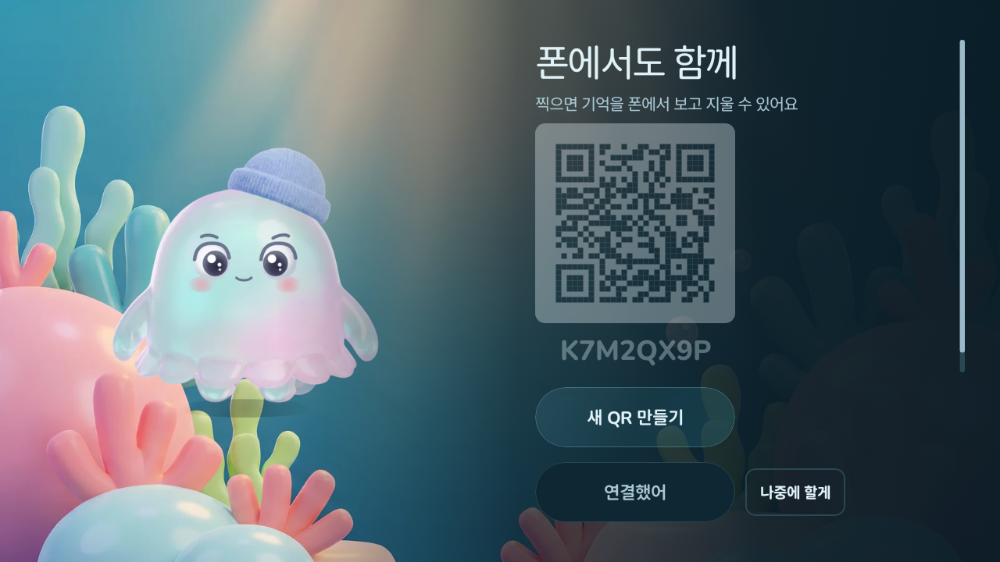 폰에서도 함께
찍으면 기억을 폰에서 보고 지울 수 있어요
K7M2QX9P
새 QR 만들기
연결했어
나중에 할게